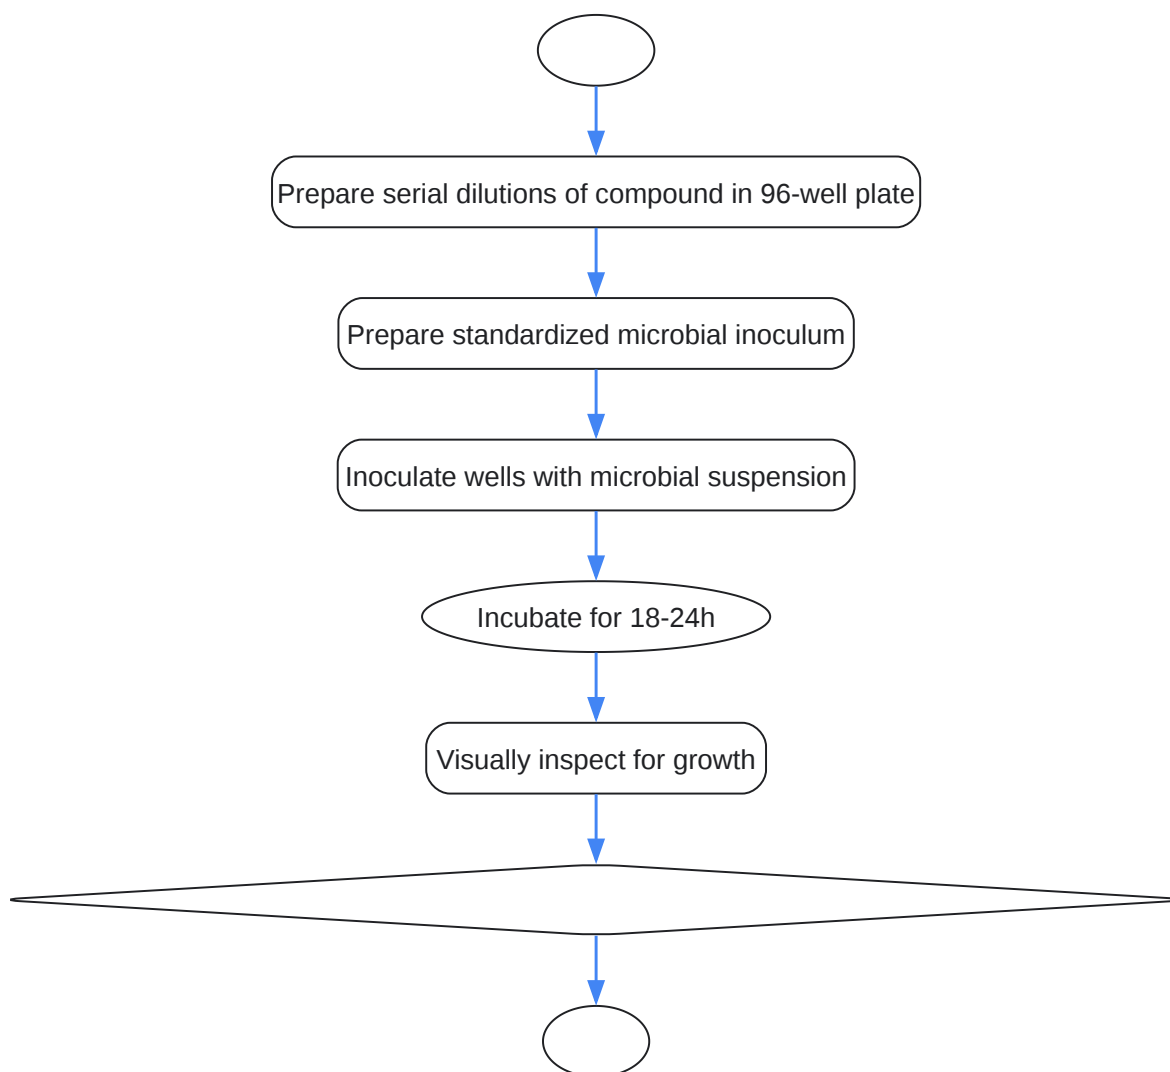 Prepare serial dilutions of compound in 96-well plate
Prepare standardized microbial inoculum
Inoculate wells with microbial suspension
Incubate for 18-24h
Visually inspect for growth